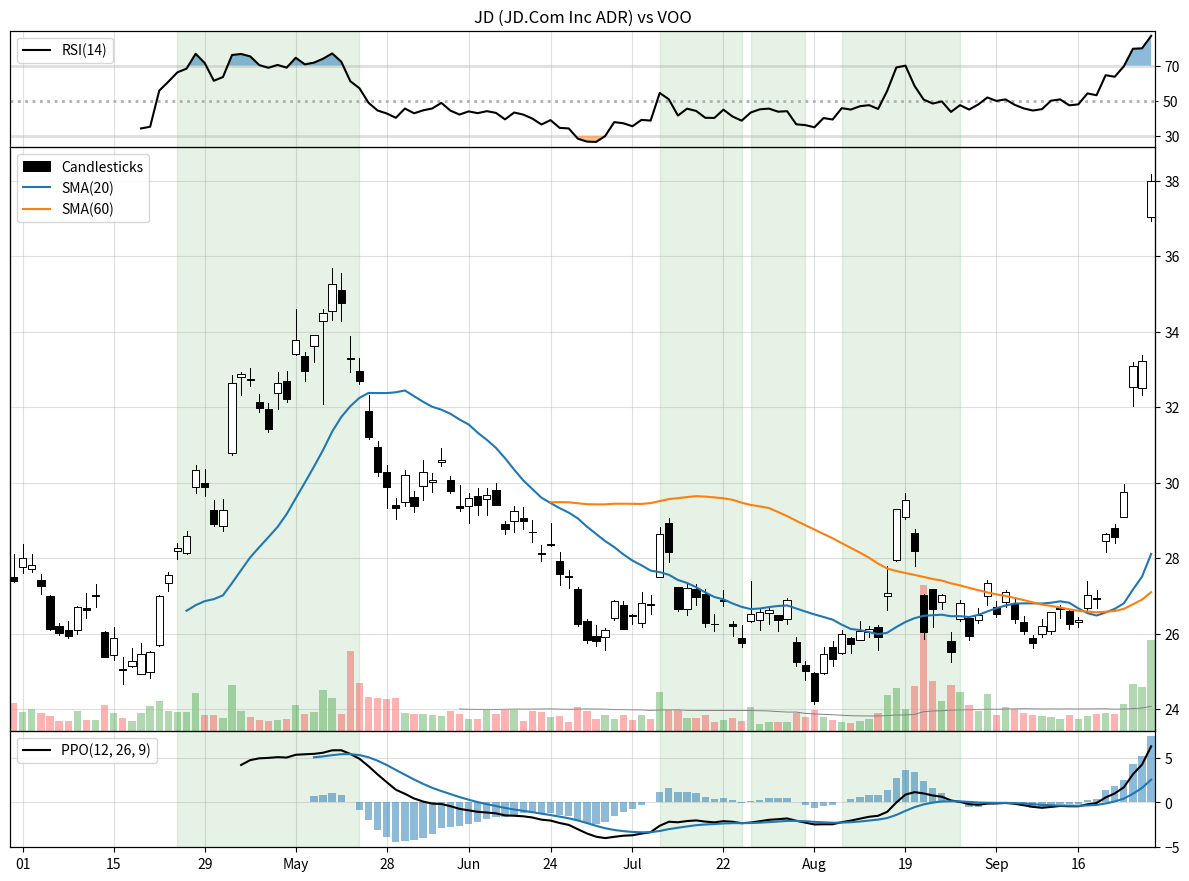 JD (JD.Com Inc ADR) vs VOO
RSI(14)
70
50
30
Candlesticks
SMA(20)
SMA(60)
38
36
34
32
30
28
26
24
PPO(12, 26, 9)
5
0
−5
01 15 29 May 28 Jun 24 Jul 22 Aug 19 Sep 16